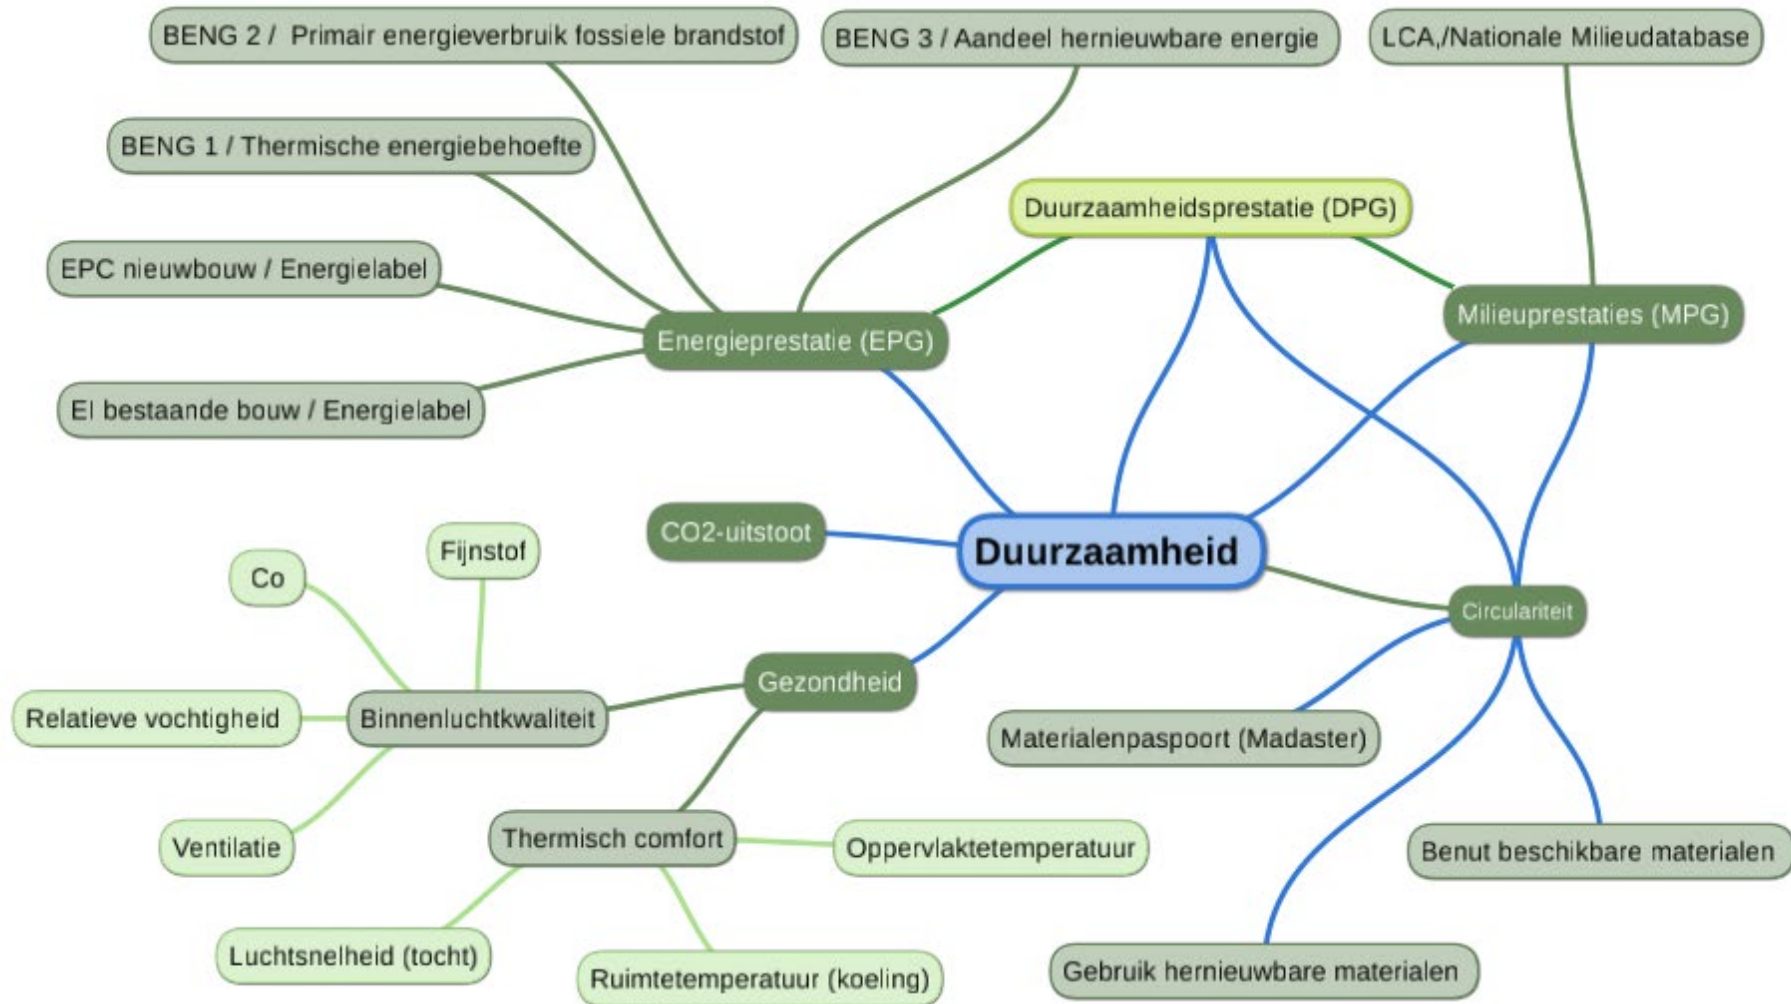 BENG 2 / Primair energieverbruik fossiele brandstof
BENG 3 / Aandeel hernieuwbare energie
LCA,/Nationale Milieudatabase
BENG 1 / Thermische energiebehoefte
Duurzaamheidsprestatie (DPG)
EPC nieuwbouw / Energielabel
Milieuprestaties (MPG)
Energieprestatie (EPG)
EI bestaande bouw / Energielabel
CO2-uitstoot
Duurzaamheid
Fijnstof
Co
Circulariteit
Gezondheid
Relatieve vochtigheid
Binnenluchtkwaliteit
Materialenpaspoort (Madaster)
Ventilatie
Thermisch comfort
Oppervlaktetemperatuur
Benut beschikbare materialen
Luchtsnelheid (tocht)
Ruimtetemperatuur (koeling)
Gebruik hernieuwbare materialen